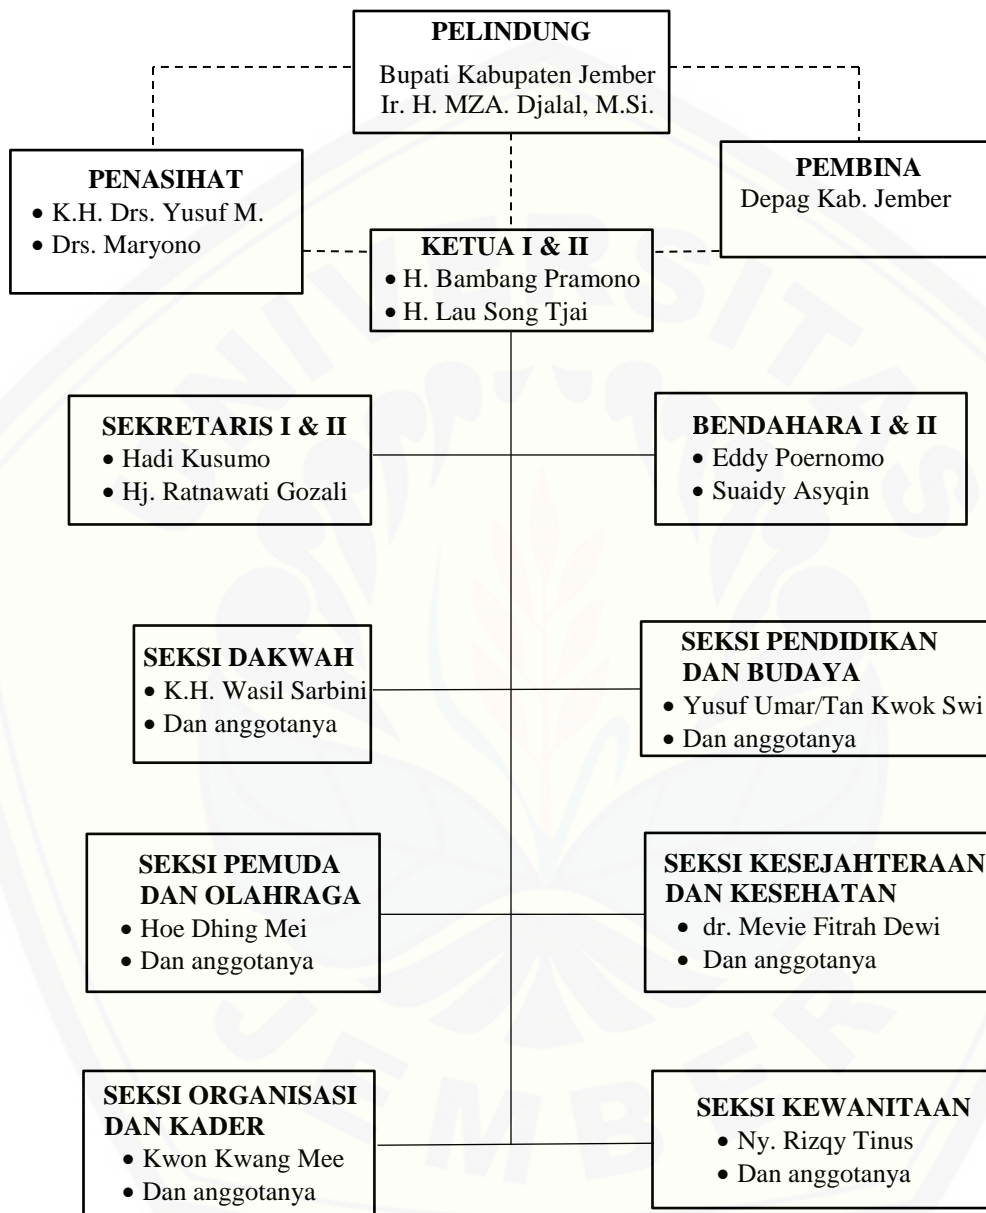 PELINDUNG
Bupati Kabupaten Jember
Ir. H. MZA. Djalal, M.Si.
PENASIHAT
• K.H. Drs. Yusuf M.
• Drs. Maryono
PEMBINA
Depag Kab. Jember
KETUA I & II
• H. Bambang Pramono
• H. Lau Song Tjai
SEKRETARIS I & II
• Hadi Kusumo
• Hj. Ratnawati Gozali
BENDAHARA I & II
• Eddy Poernomo
• Suaidy Asyqin
SEKSI DAKWAH
• K.H. Wasil Sarbini
• Dan anggotanya
SEKSI PENDIDIKAN
DAN BUDAYA
• Yusuf Umar/Tan Kwok Swi
• Dan anggotanya
SEKSI PEMUDA
DAN OLAHRAGA
• Hoe Dhing Mei
• Dan anggotanya
SEKSI KESEJAHTERAAN
DAN KESEHATAN
• dr. Mevie Fitrah Dewi
• Dan anggotanya
SEKSI ORGANISASI
DAN KADER
• Kwon Kwang Mee
• Dan anggotanya
SEKSI KEWANITAAN
• Ny. Rizqy Tinus
• Dan anggotanya
UNIVERSITAS
JEMBER